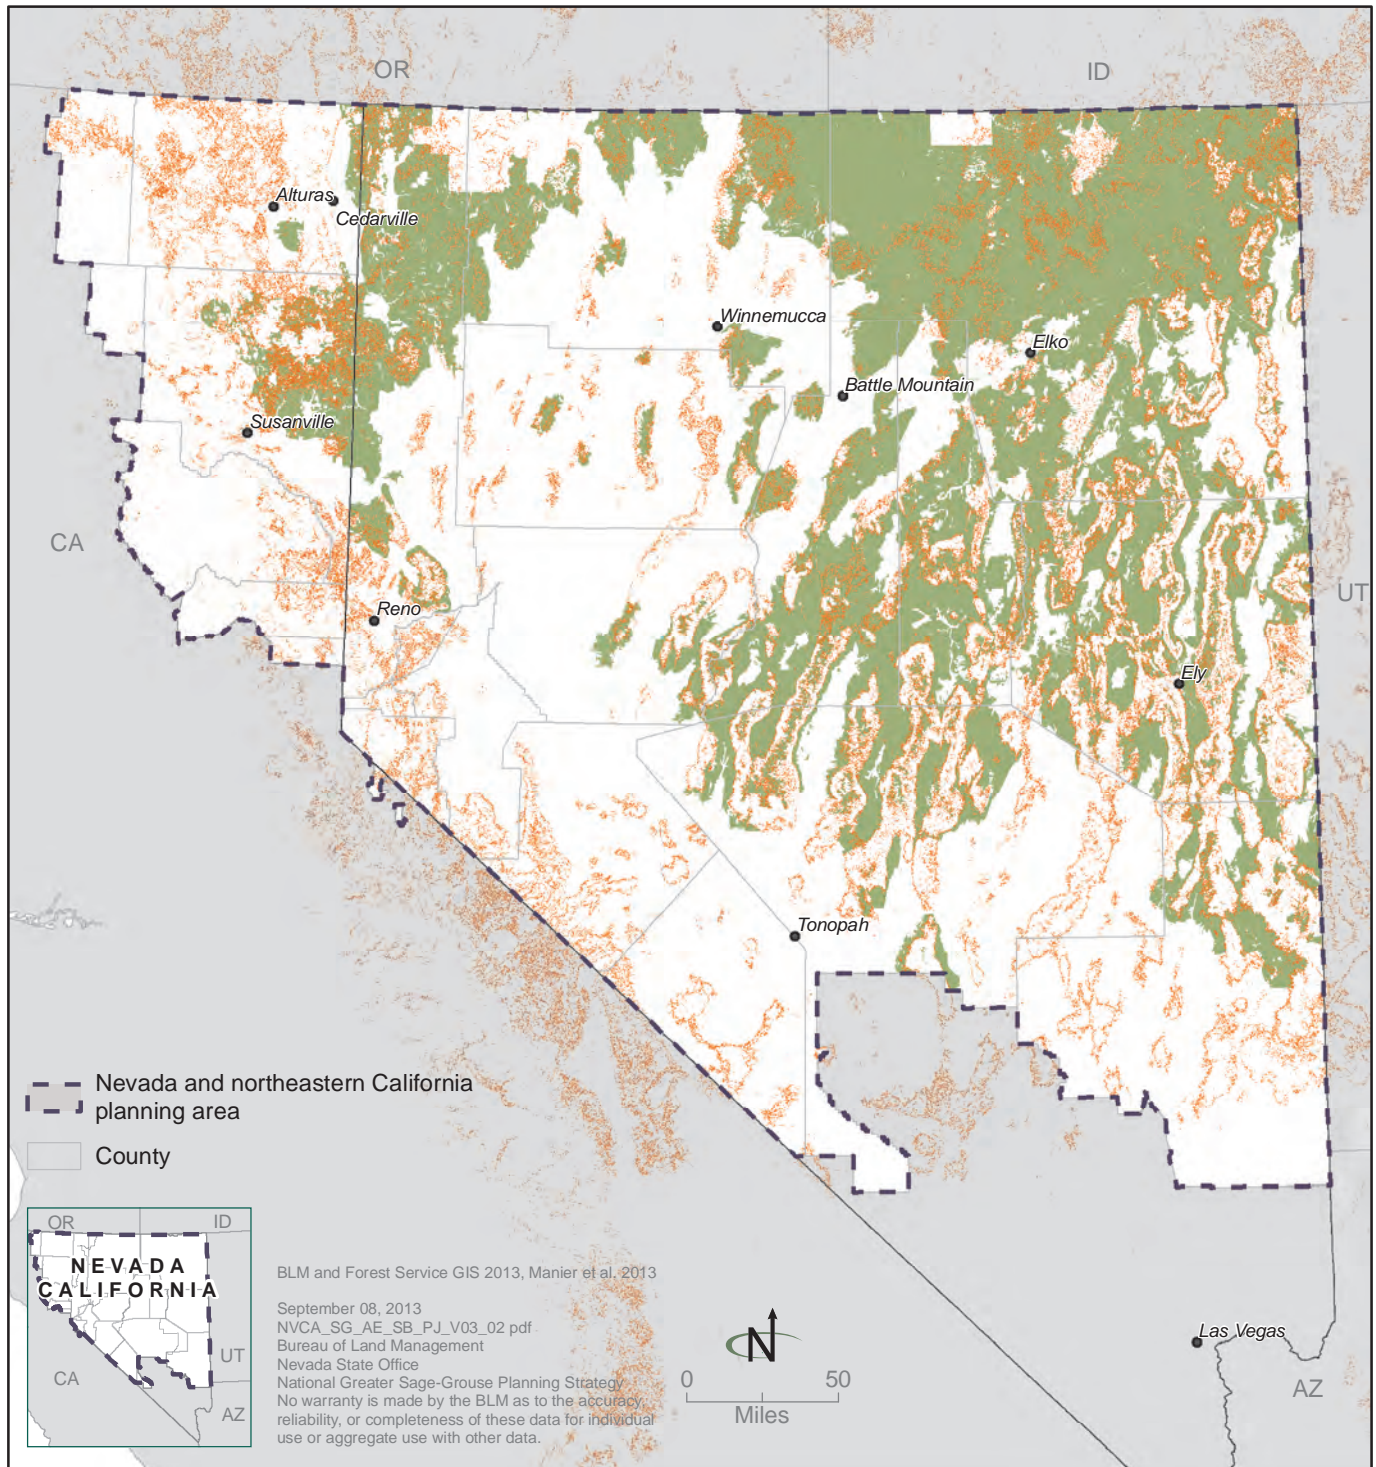 OR
ID
Alturas
Cedarville
Winnemucca
Elko
Battle Mountain
Susanville
CA
UT
Reno
Ely
Tonopah
Nevada and northeastern California
planning area
County
OR
ID
NEVADA
CALIFORNIA
UT
CA
AZ
BLM and Forest Service GIS 2013, Manier et al. 2013
September 08, 2013
NVCA_SG_AE_SB_PJ_V03_02 pdf
Bureau of Land Management
Nevada State Office
National Greater Sage-Grouse Planning Strategy
No warranty is made by the BLM as to the accuracy,
reliability, or completeness of these data for individual
use or aggregate use with other data.
N
0 50
Miles
Las Vegas
AZ